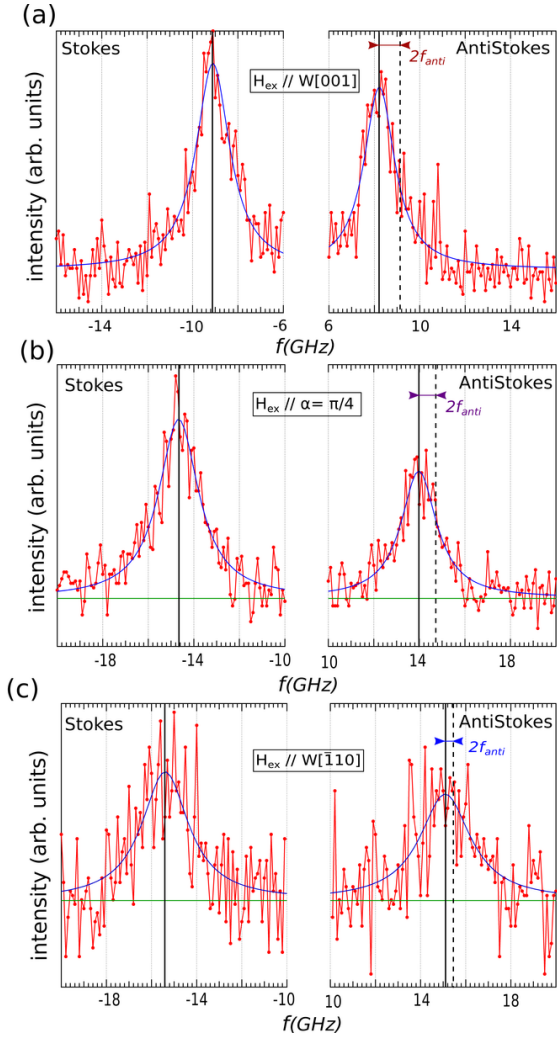 (a)
Stokes
AntiStokes
2f_anti
H_ex // W[001]
intensity (arb. units)
-14 -10 -6 6 10 14
f(GHz)
(b)
Stokes
AntiStokes
H_ex // α= π/4
2f_anti
intensity (arb. units)
-18 -14 -10 10 14 18
f(GHz)
(c)
Stokes
AntiStokes
H_ex // W[1̅10]
2f_anti
intensity (arb. units)
-18 -14 -10 10 14 18
f(GHz)